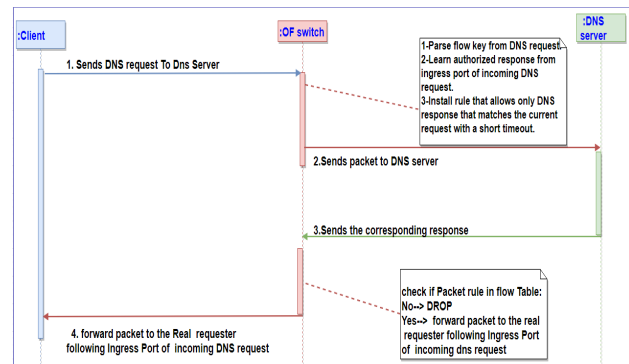 :Client
:OF switch
:DNS
server
1. Sends DNS request To Dns Server
1-Parse flow key from DNS request.
2-Learn authorized response from
ingress port of incoming DNS
request.
3-Install rule that allows only DNS
response that matches the current
request with a short timeout.
2.Sends packet to DNS server
3.Sends the corresponding response
check if Packet rule in flow Table:
No--> DROP
Yes--> forward packet to the real
requester following Ingress Port
of incoming dns request
4. forward packet to the Real requester
following Ingress Port of incoming DNS request